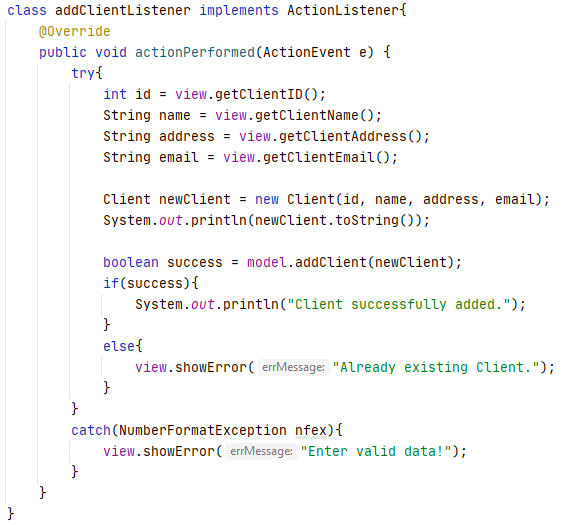 class addClientListener implements ActionListener{
    @Override
    public void actionPerformed(ActionEvent e) {
        try{
            int id = view.getClientID();
            String name = view.getClientName();
            String address = view.getClientAddress();
            String email = view.getClientEmail();

            Client newClient = new Client(id, name, address, email);
            System.out.println(newClient.toString());

            boolean success = model.addClient(newClient);
            if(success){
                System.out.println("Client successfully added.");
            }
            else{
                view.showError( errMessage: "Already existing Client.");
            }
        }
        catch(NumberFormatException nfex){
            view.showError( errMessage: "Enter valid data!");
        }
    }
}